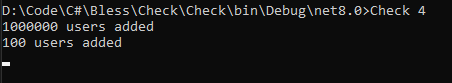 D:\Code\C#\Bless\Check\Check\bin\Debug\net8.0>Check 4
1000000 users added
100 users added